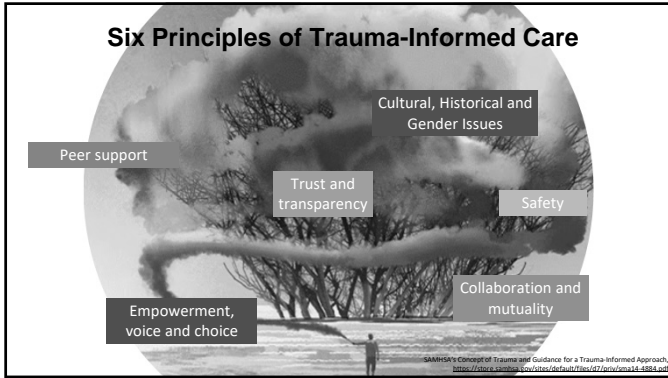 Six Principles of Trauma-Informed Care
Cultural, Historical and
Gender Issues
Peer support
Trust and
transparency
Safety
Collaboration and
mutuality
Empowerment,
voice and choice
SAMHSA's Concept of Trauma and Guidance for a Trauma-Informed Approach,
https://store.samhsa.gov/sites/default/files/d7/priv/sma14-4884.pdf